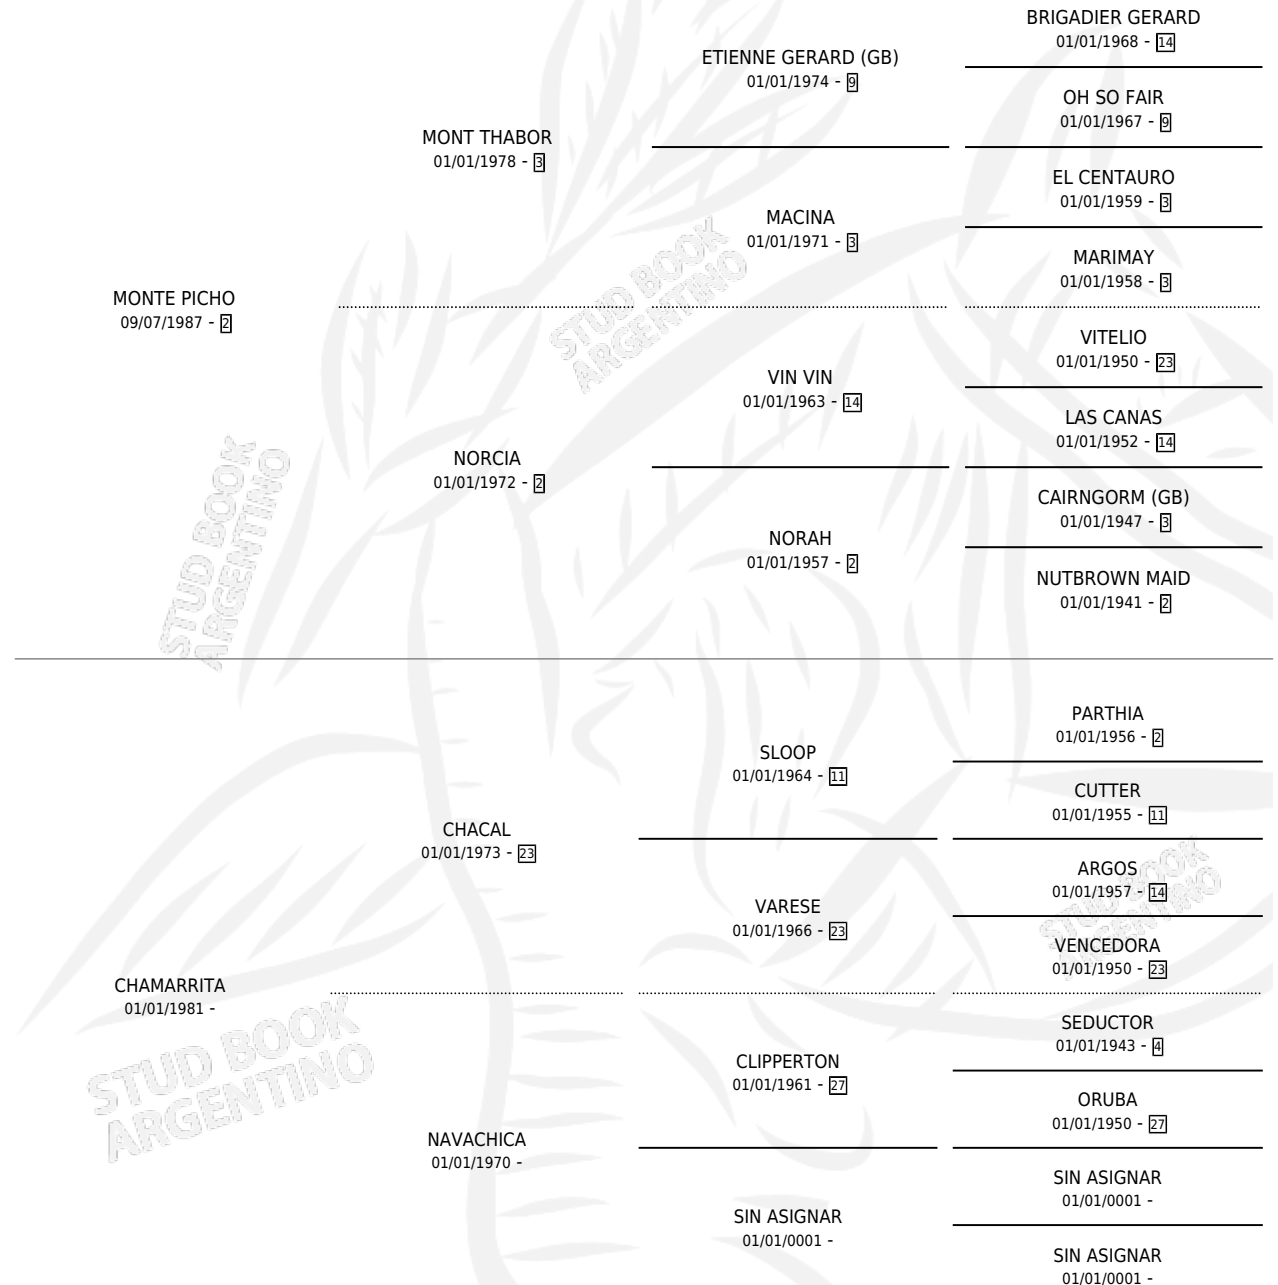 BRIGADIER GERARD
01/01/1968 - 14
ETIENNE GERARD (GB)
01/01/1974 - 9
OH SO FAIR
01/01/1967 - 9
MONT THABOR
01/01/1978 - 3
EL CENTAURO
01/01/1959 - 3
MACINA
01/01/1971 - 3
MARIMAY
01/01/1958 - 3
MONTE PICHO
09/07/1987 - 2
VITELIO
01/01/1950 - 23
VIN VIN
01/01/1963 - 14
LAS CANAS
01/01/1952 - 14
NORCIA
01/01/1972 - 2
CAIRNGORM (GB)
01/01/1947 - 3
NORAH
01/01/1957 - 2
NUTBROWN MAID
01/01/1941 - 2
STUD BOOK
ARGENTINO
STUD BOOK
ARGENTINO
PARTHIA
01/01/1956 - 2
SLOOP
01/01/1964 - 11
CUTTER
01/01/1955 - 11
CHACAL
01/01/1973 - 23
ARGOS
01/01/1957 - 14
VARESE
01/01/1966 - 23
VENCEDORA
01/01/1950 - 23
STUD BOOK
ARGENTINO
CHAMARRITA
01/01/1981 -
SEDUCTOR
01/01/1943 - 4
CLIPPERTON
01/01/1961 - 27
ORUBA
01/01/1950 - 27
STUD BOOK
ARGENTINO
NAVACHICA
01/01/1970 -
SIN ASIGNAR
01/01/0001 -
SIN ASIGNAR
01/01/0001 -
SIN ASIGNAR
01/01/0001 -